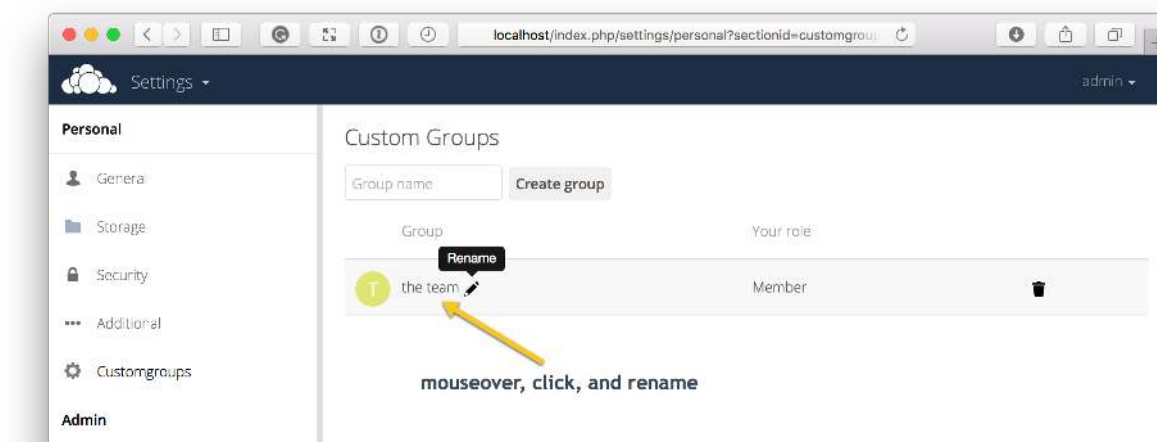 localhost/index.php/settings/personal?sectionid=customgrou
Settings
admin
Personal
General
Storage
Security
Additional
Customgroups
Admin
Custom Groups
Group name
Create group
Group
Your role
Rename
T
the team
Member
mouseover, click, and rename